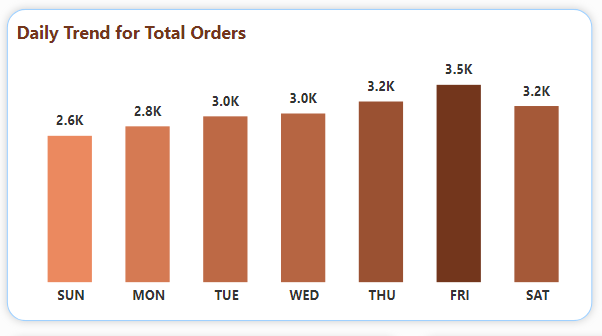 Daily Trend for Total Orders
3.5K
3.2K
3.2K
3.0K
3.0K
2.8K
2.6K
SUN MON TUE WED THU FRI SAT